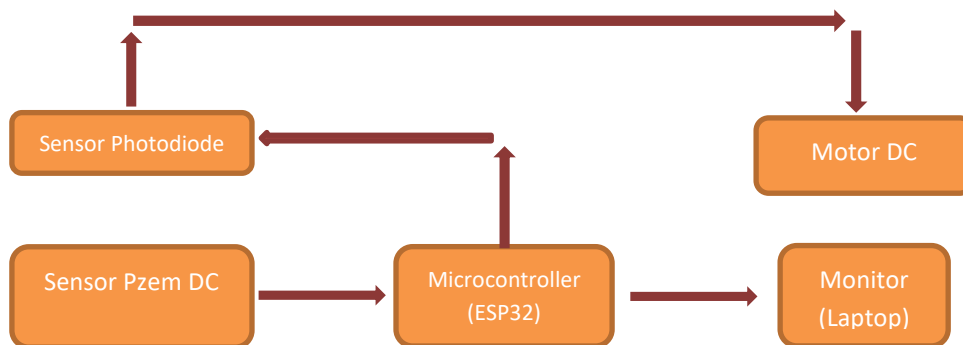 Sensor Photodiode
Motor DC
Sensor Pzem DC
Microcontroller
(ESP32)
Monitor
(Laptop)